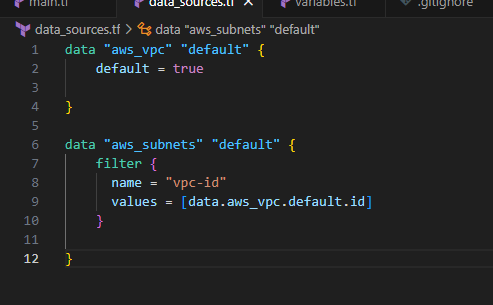 main.tf data_sources.tf variables.tf .gitignore
data_sources.tf > data "aws_subnets" "default"
1 data "aws_vpc" "default" {
2 default = true
3
4 }
5
6 data "aws_subnets" "default" {
7 filter {
8 name = "vpc-id"
9 values = [data.aws_vpc.default.id]
10 }
11
12 }